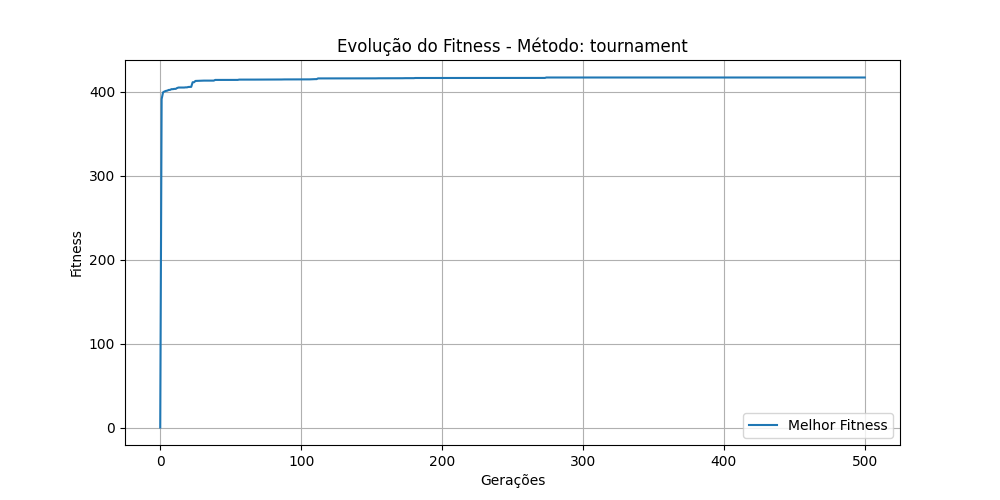 Evolução do Fitness - Método: tournament
Fitness
400
300
200
100
0
0 100 200 300 400 500
Gerações
Melhor Fitness